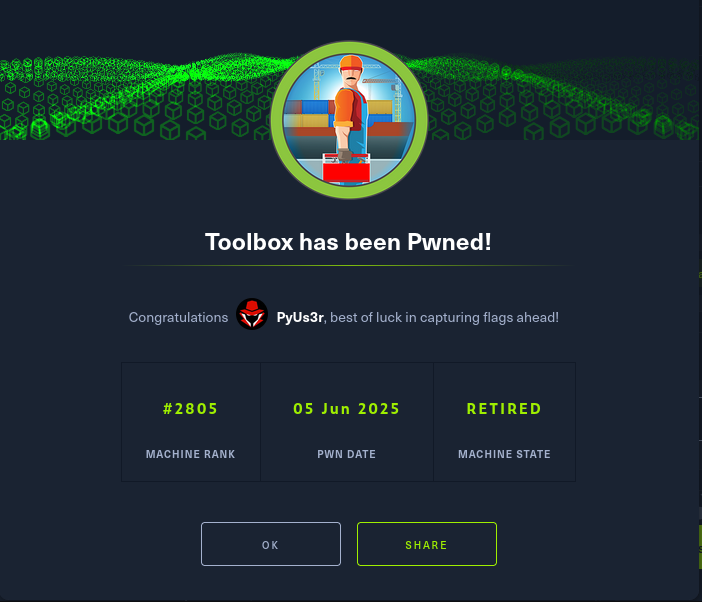 Toolbox has been Pwned!
Congratulations PyUs3r, best of luck in capturing flags ahead!
#2805 05 Jun 2025 RETIRED
MACHINE RANK PWN DATE MACHINE STATE
OK SHARE